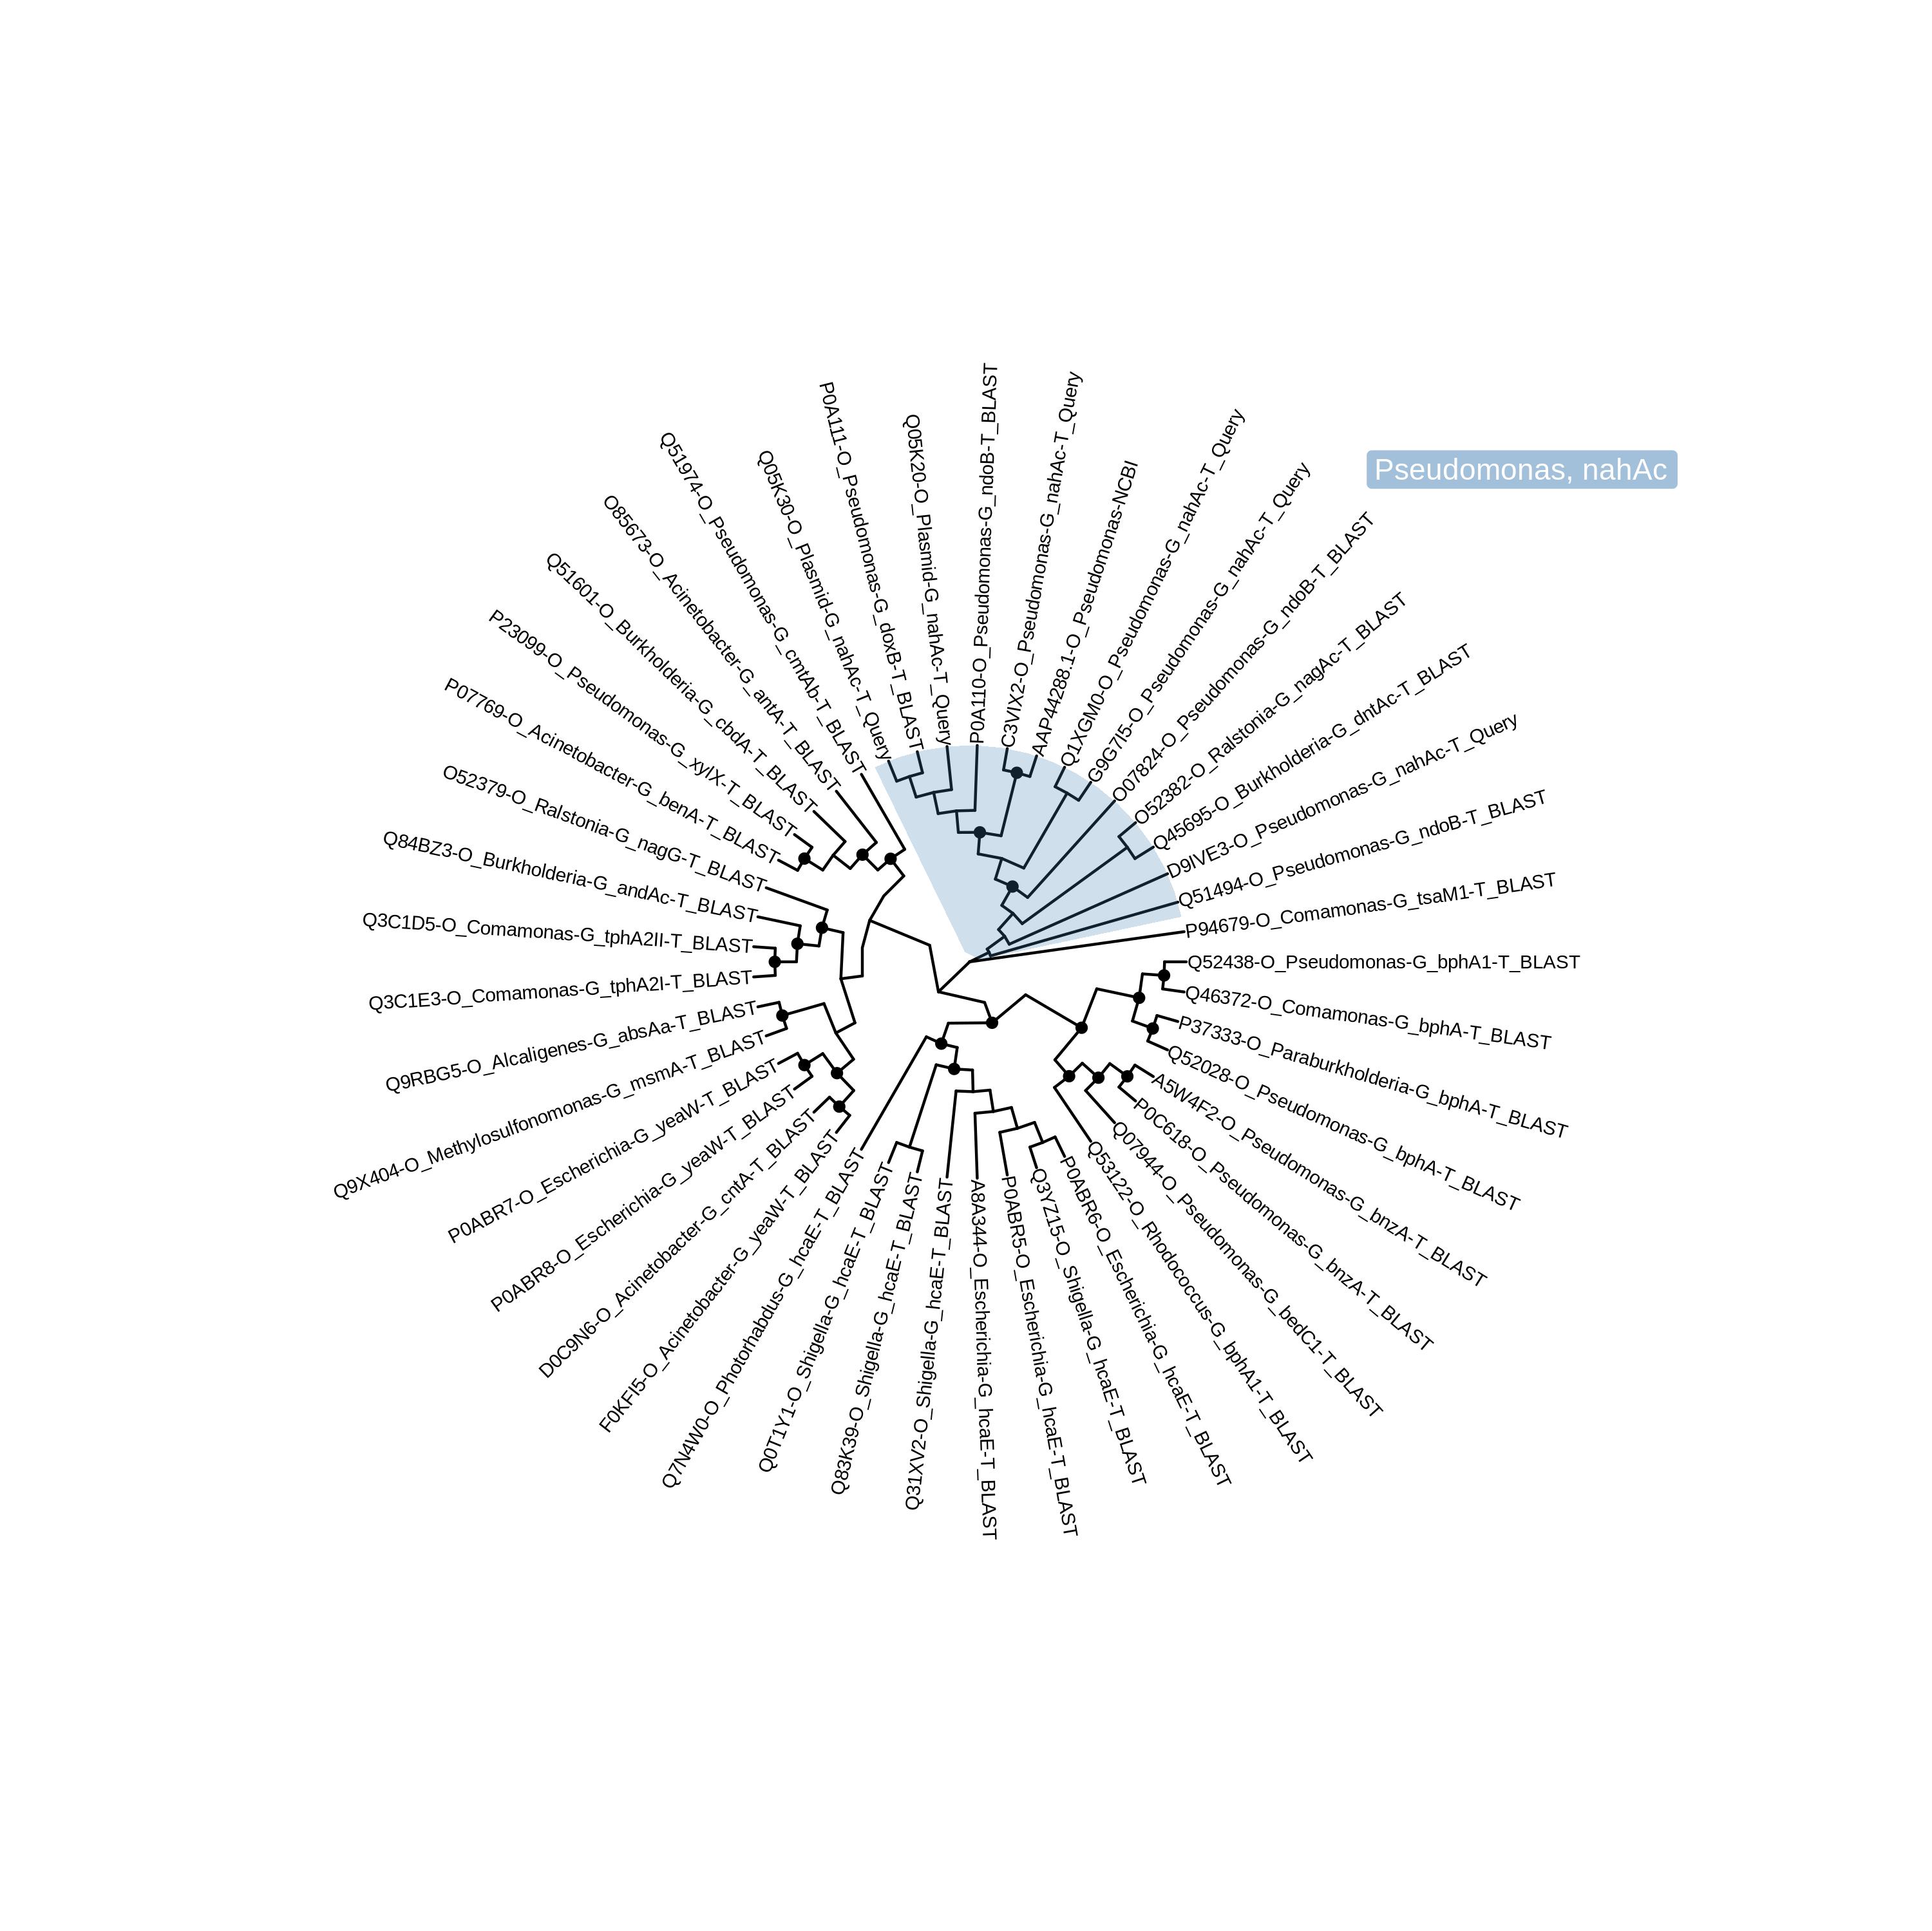 Pseudomonas, nahAc
Q05K30-O_Plasmid-G_nahAc-T_Query
P0A111-O_Pseudomonas-G_doxB-T_BLAST
Q05K20-O_Plasmid-G_nahAc-T_Query
P0A110-O_Pseudomonas-G_ndoB-T_BLAST
C3VIX2-O_Pseudomonas-G_nahAc-T_Query
AAP44288.1-O_Pseudomonas-NCBI
Q1XGM0-O_Pseudomonas-G_nahAc-T_Query
G9G7I5-O_Pseudomonas-G_nahAc-T_Query
O07824-O_Pseudomonas-G_ndoB-T_BLAST
O52382-O_Ralstonia-G_nagAc-T_BLAST
Q45695-O_Burkholderia-G_dntAc-T_BLAST
D9IVE3-O_Pseudomonas-G_nahAc-T_Query
Q51494-O_Pseudomonas-G_ndoB-T_BLAST
P94679-O_Comamonas-G_tsaM1-T_BLAST
Q52438-O_Pseudomonas-G_bphA1-T_BLAST
Q46372-O_Comamonas-G_bphA-T_BLAST
P37333-O_Paraburkholderia-G_bphA-T_BLAST
Q52028-O_Pseudomonas-G_bphA-T_BLAST
A5W4F2-O_Pseudomonas-G_bnzA-T_BLAST
P0C618-O_Pseudomonas-G_bnzA-T_BLAST
Q07944-O_Pseudomonas-G_bedC1-T_BLAST
Q53122-O_Rhodococcus-G_bphA1-T_BLAST
P0ABR6-O_Escherichia-G_hcaE-T_BLAST
Q3YZ15-O_Shigella-G_hcaE-T_BLAST
P0ABR5-O_Escherichia-G_hcaE-T_BLAST
A8A344-O_Escherichia-G_hcaE-T_BLAST
Q31XV2-O_Shigella-G_hcaE-T_BLAST
Q83K39-O_Shigella-G_hcaE-T_BLAST
Q0T1Y1-O_Shigella-G_hcaE-T_BLAST
Q7N4W0-O_Photorhabdus-G_hcaE-T_BLAST
F0KFI5-O_Acinetobacter-G_yeaW-T_BLAST
D0C9N6-O_Acinetobacter-G_cntA-T_BLAST
P0ABR8-O_Escherichia-G_yeaW-T_BLAST
P0ABR7-O_Escherichia-G_yeaW-T_BLAST
Q9X404-O_Methylosulfonomonas-G_msmA-T_BLAST
Q9RBG5-O_Alcaligenes-G_absAa-T_BLAST
Q3C1E3-O_Comamonas-G_tphA2I-T_BLAST
Q3C1D5-O_Comamonas-G_tphA2II-T_BLAST
Q84BZ3-O_Burkholderia-G_andAc-T_BLAST
O52379-O_Ralstonia-G_nagG-T_BLAST
P07769-O_Acinetobacter-G_benA-T_BLAST
P23099-O_Pseudomonas-G_xylX-T_BLAST
Q51601-O_Burkholderia-G_cbdA-T_BLAST
O85673-O_Acinetobacter-G_antA-T_BLAST
Q51974-O_Pseudomonas-G_cmtAb-T_BLAST